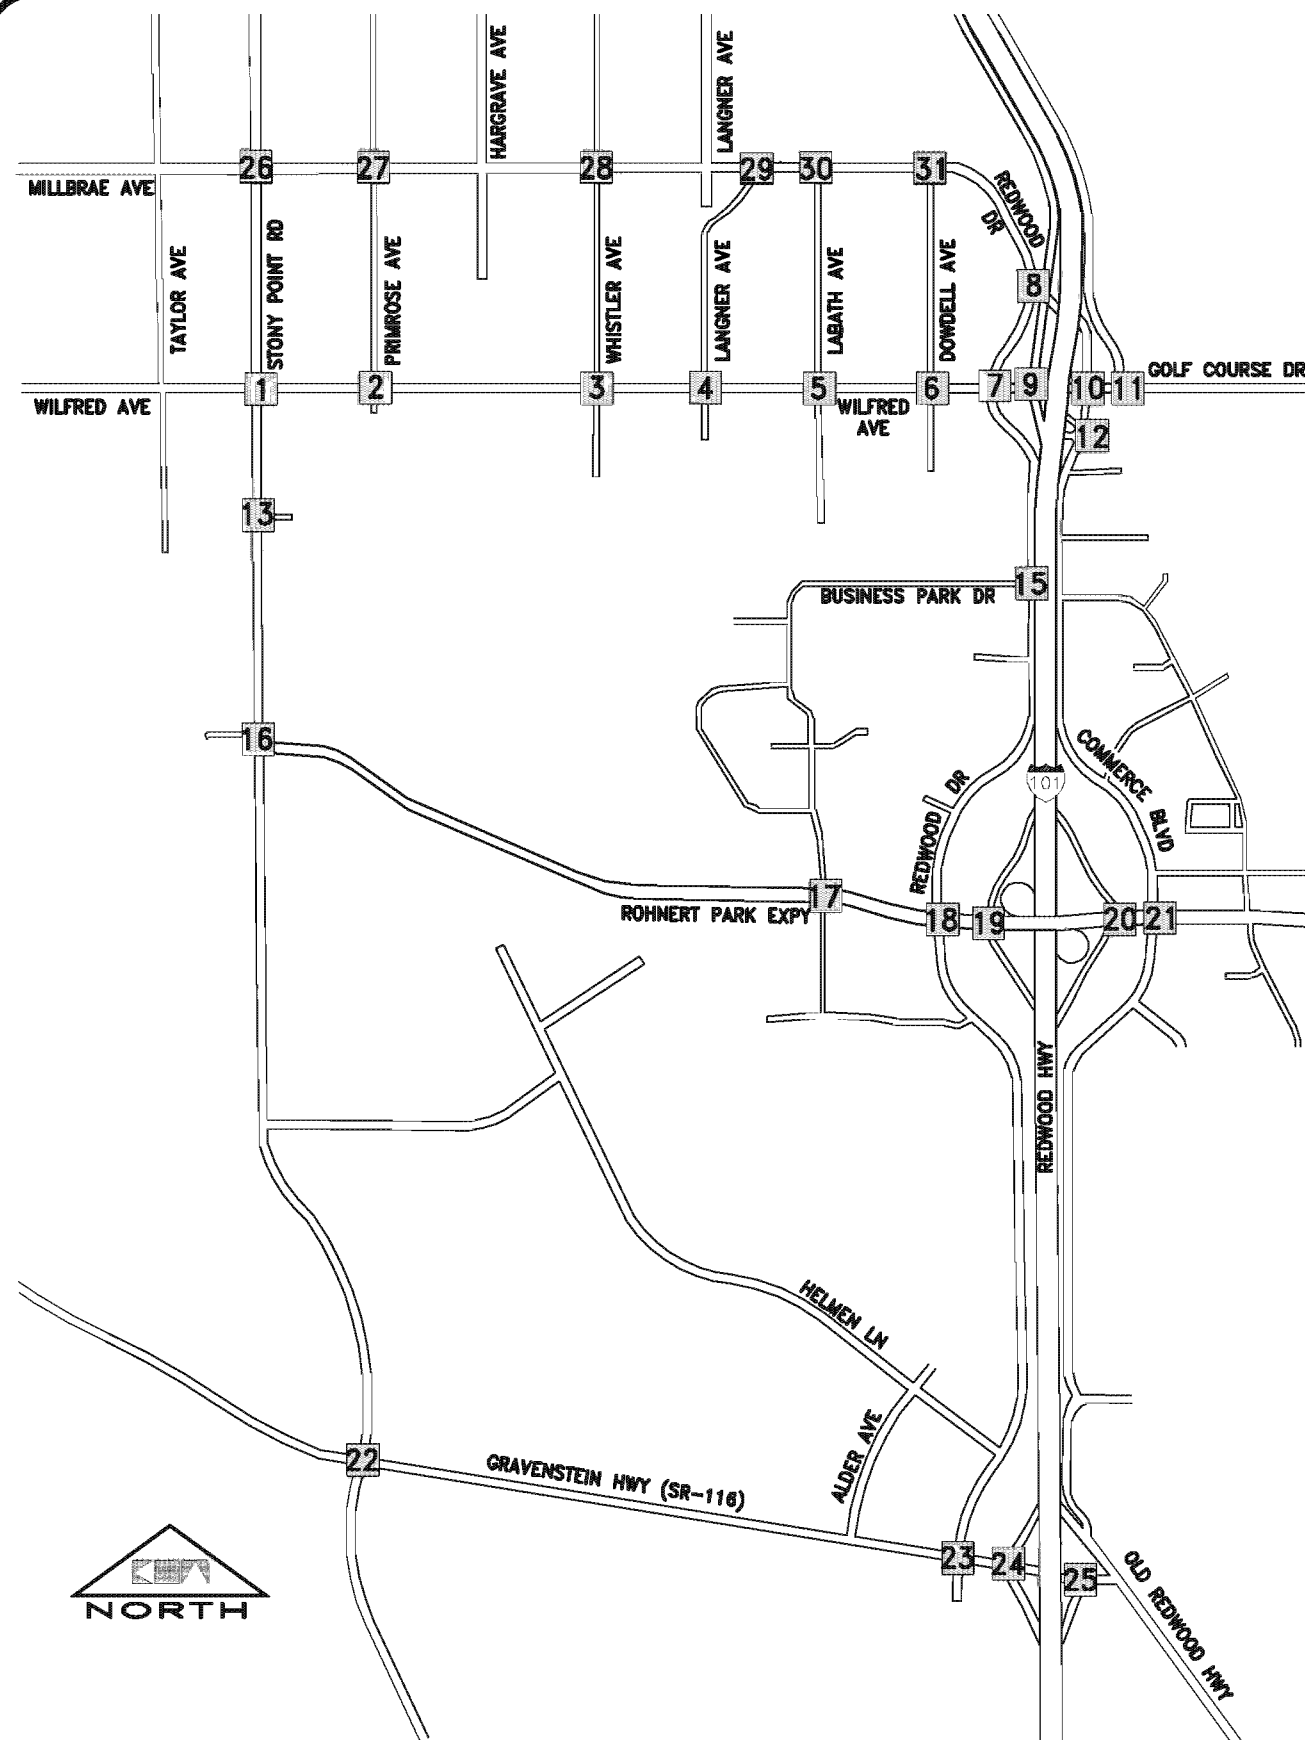 HARGRAVE AVE
LANGNER AVE
26
27
28
29
30
31
MILLBRAE AVE
REDWOOD
DR
TAYLOR AVE
STONY POINT RD
PRIMROSE AVE
WHISTLER AVE
LANGNER AVE
LABATH AVE
DOWDELL AVE
8
GOLF COURSE DR
1
2
3
4
5
6
7
9
10
11
WILFRED AVE
WILFRED
AVE
12
13
15
BUSINESS PARK DR
16
COMMERCE BLVD
101
REDWOOD DR
17
ROHNERT PARK EXPY
18
19
20
21
REDWOOD HWY
HELMEN LN
ALDER AVE
22
GRAVENSTEIN HWY (SR-116)
23
24
25
OLD REDWOOD HWY
NORTH